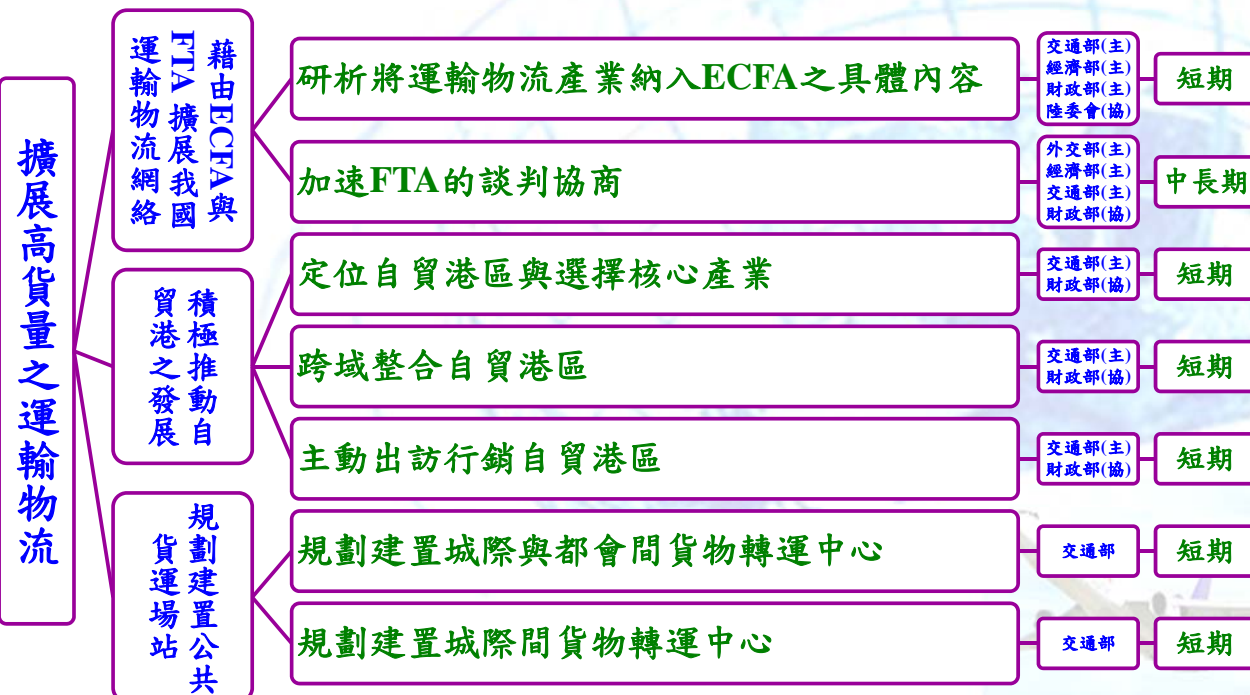 擴展高貨量之運輸物流
藉由ECFA與
FTA 擴展我國
運輸物流網絡
研析將運輸物流產業納入ECFA之具體內容
交通部(主)
經濟部(主)
財政部(主)
陸委會(協)
短期
加速FTA的談判協商
外交部(主)
經濟部(主)
交通部(主)
財政部(協)
中長期
積極推動自
貿港之發展
定位自貿港區與選擇核心產業
交通部(主)
財政部(協)
短期
跨域整合自貿港區
交通部(主)
財政部(協)
短期
主動出訪行銷自貿港區
交通部(主)
財政部(協)
短期
規劃建置公共
貨運場站
規劃建置城際與都會間貨物轉運中心
交通部
短期
規劃建置城際間貨物轉運中心
交通部
短期